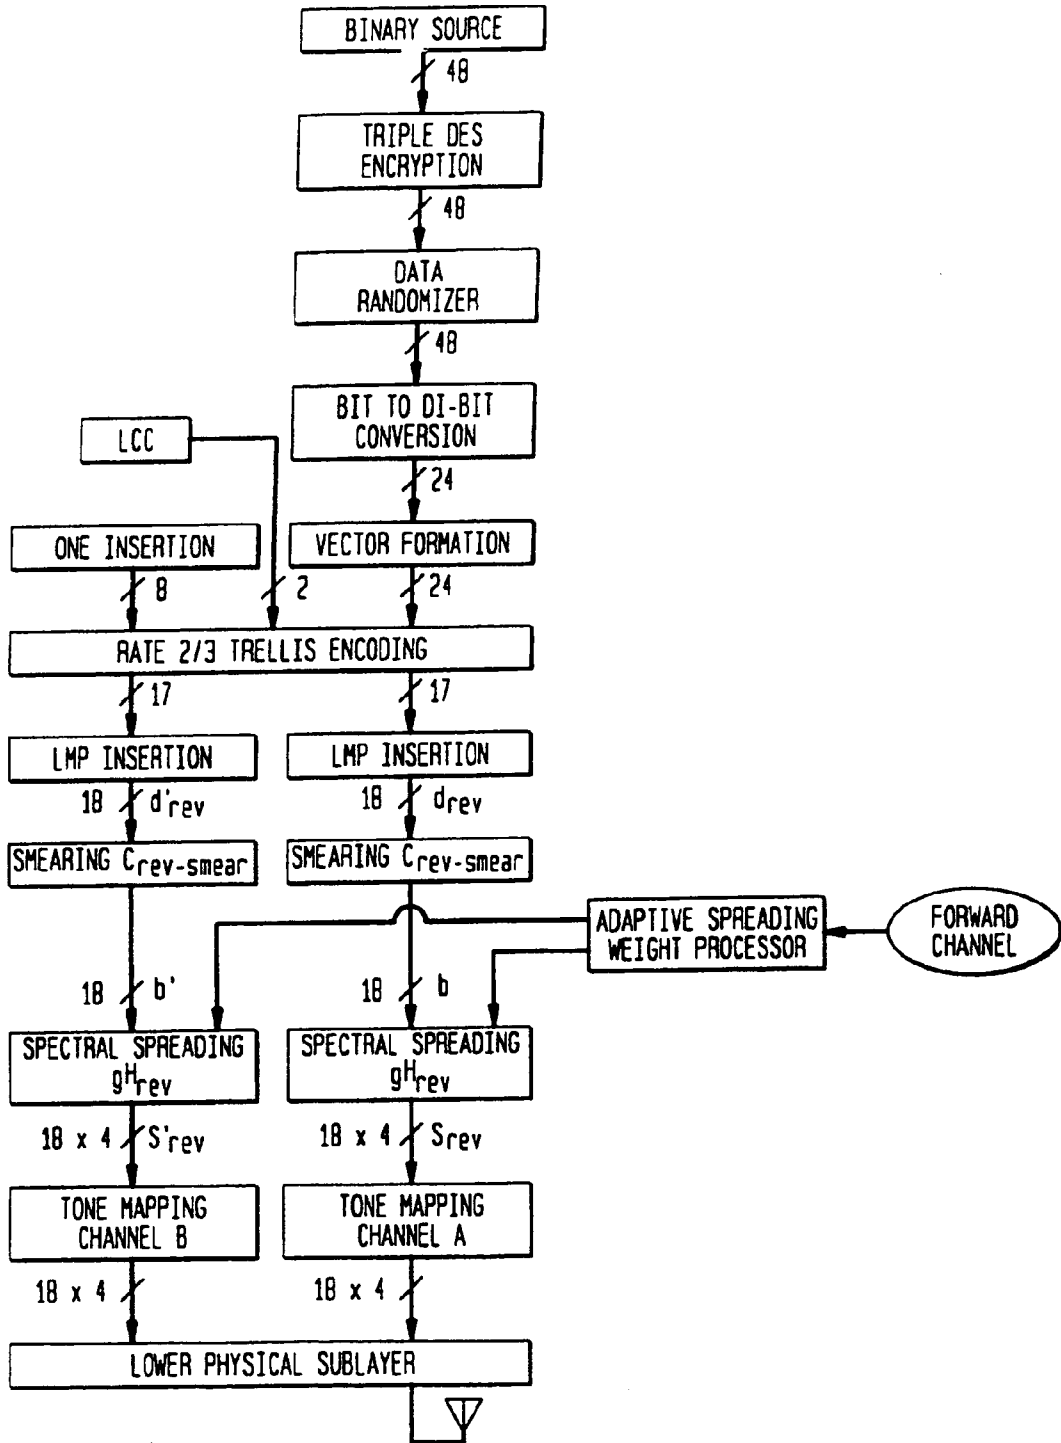 BINARY SOURCE
48
TRIPLE DES
ENCRYPTION
48
DATA
RANDOMIZER
48
BIT TO DI-BIT
CONVERSION
LCC
24
ONE INSERTION
VECTOR FORMATION
8
2
24
RATE 2/3 TRELLIS ENCODING
17
17
LMP INSERTION
LMP INSERTION
18 d'rev
18 drev
SMEARING Crev-smear
SMEARING Crev-smear
ADAPTIVE SPREADING
WEIGHT PROCESSOR
FORWARD
CHANNEL
18 b'
18 b
SPECTRAL SPREADING
gHrev
SPECTRAL SPREADING
gHrev
18 x 4 S'rev
18 x 4 Srev
TONE MAPPING
CHANNEL B
TONE MAPPING
CHANNEL A
18 x 4
18 x 4
LOWER PHYSICAL SUBLAYER